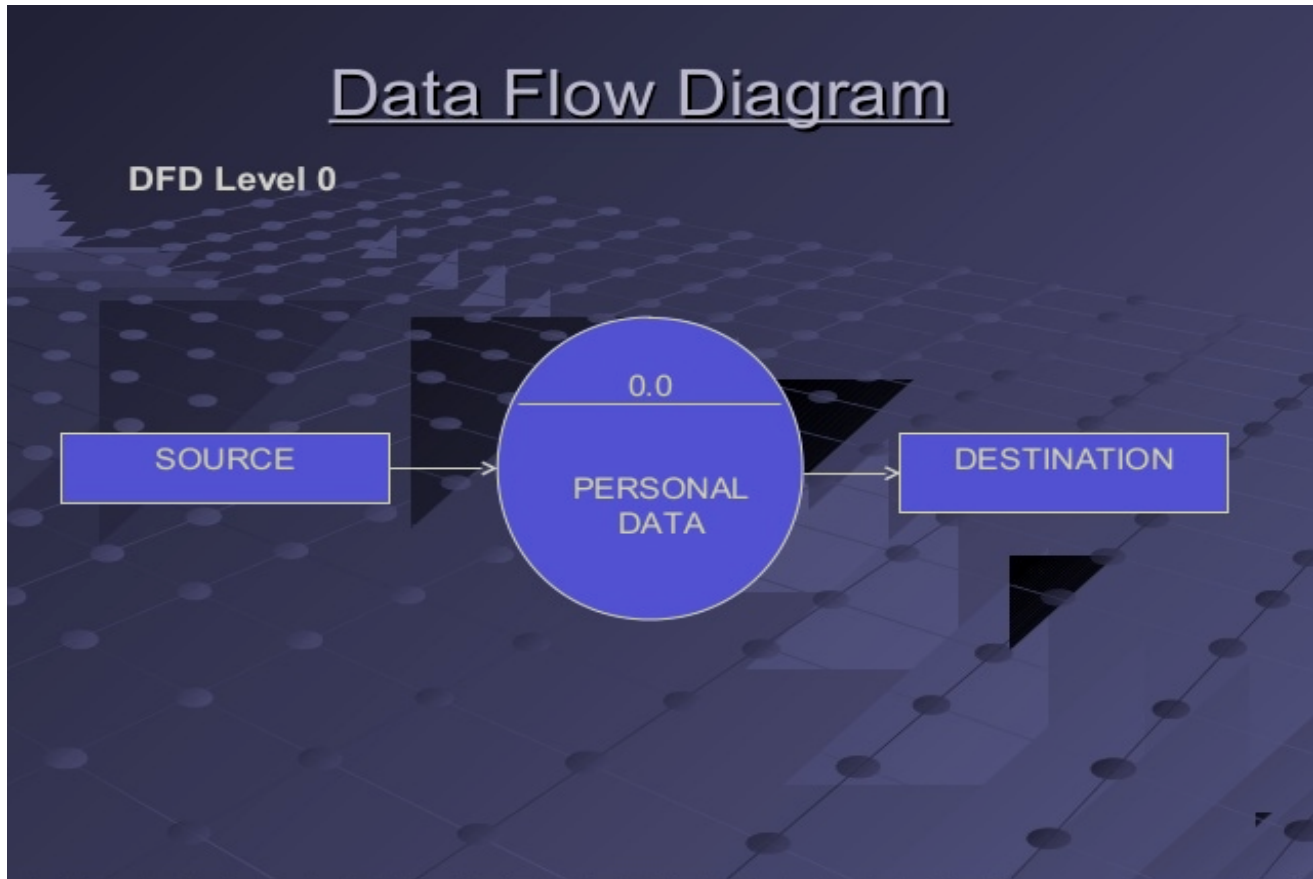 Data Flow Diagram
DFD Level 0
0.0
SOURCE
PERSONAL
DATA
DESTINATION